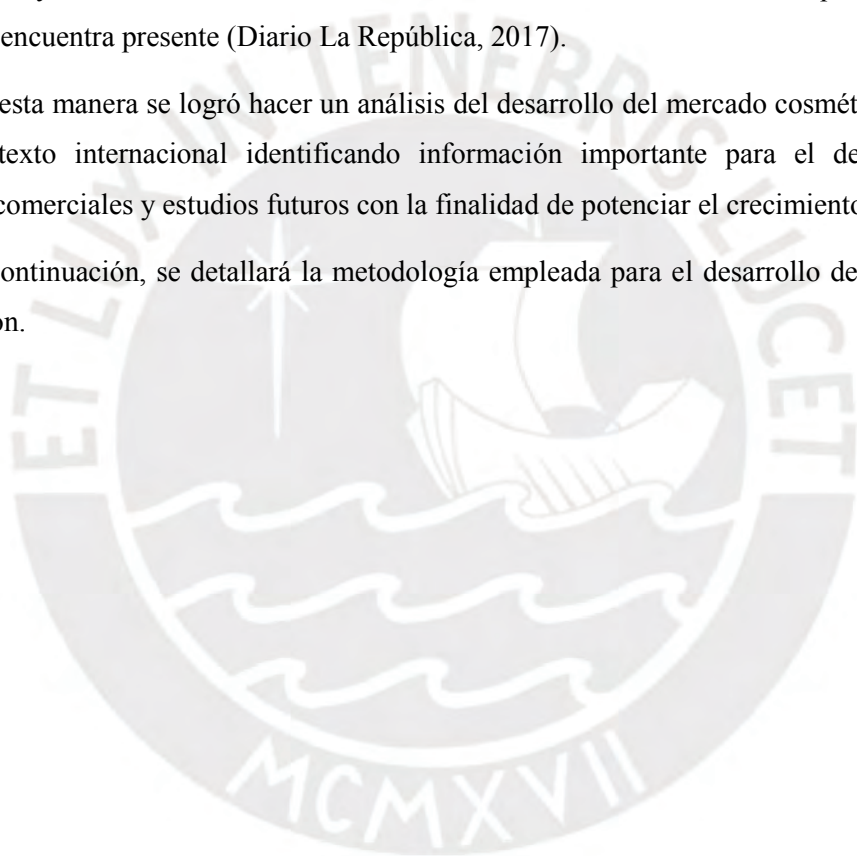 encuentra presente (Diario La República, 2017).
esta manera se logró hacer un análisis del desarrollo del mercado
texto internacional identificando información importante para el
comerciales y estudios futuros con la finalidad de potenciar el crecimiento
ontinuación, se detallará la metodología empleada para el desarrollo de
on.
ET LUX IN TENEBRIS LUCET
MCMXVII